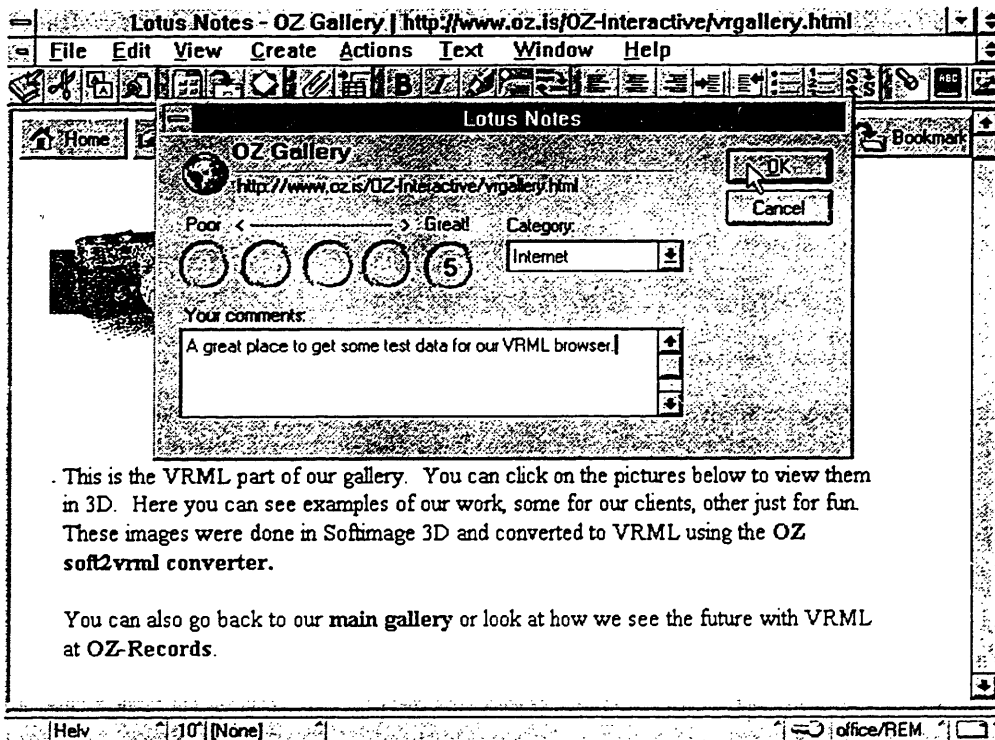 Lotus Notes - OZ Gallery | http://www.oz.is/OZ-Interactive/vrgallery.html
File Edit View Create Actions Text Window Help
B I ABC
Home Bookmark
Lotus Notes
OZ Gallery
http://www.oz.is/OZ-Interactive/vrgallery.html
OK
Cancel
Poor < > Great! Category:
5 Internet
Your comments:
A great place to get some test data for our VRML browser.
This is the VRML part of our gallery. You can click on the pictures below to view them
in 3D. Here you can see examples of our work, some for our clients, other just for fun.
These images were done in Softimage 3D and converted to VRML using the OZ
soft2vrml converter.
You can also go back to our main gallery or look at how we see the future with VRML
at OZ-Records.
Helv 10 [None] office/REM